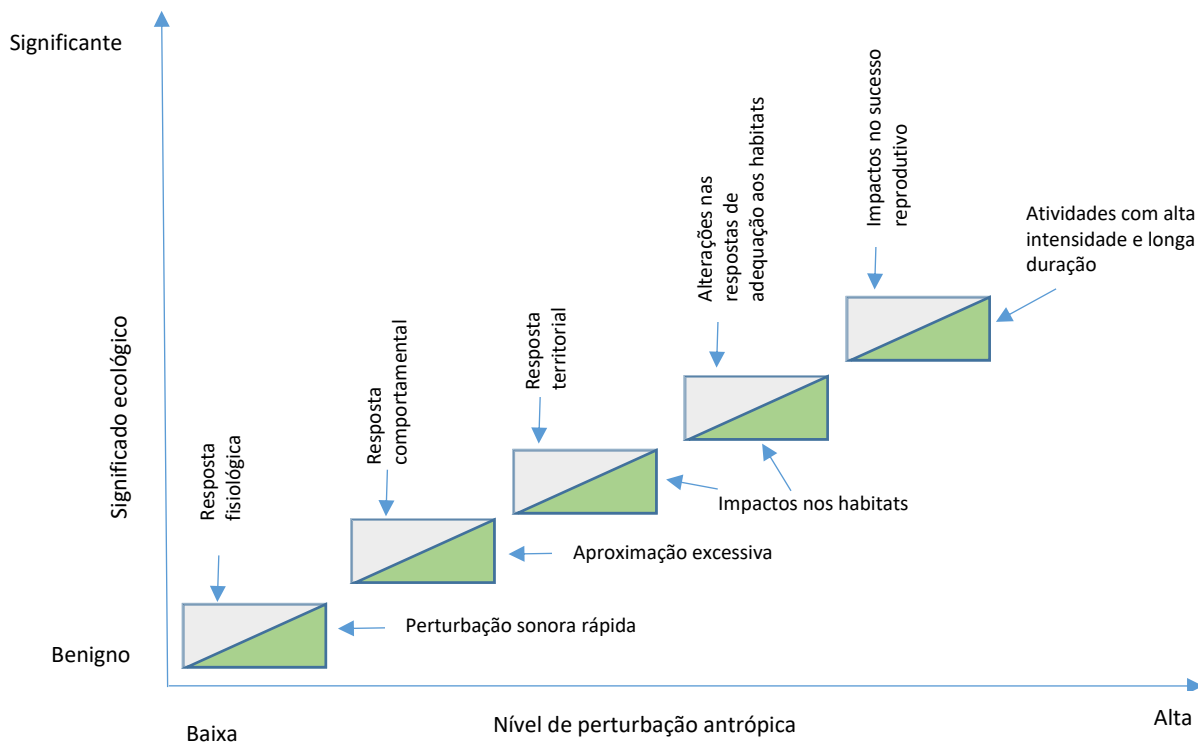 Significante
Impactos no sucesso
reprodutivo
Alterações nas
respostas de
adequação aos habitats
Atividades com alta
intensidade e longa
duração
Resposta
territorial
Resposta
comportamental
Significado ecológico
Resposta
fisiológica
Impactos nos habitats
Aproximação excessiva
Perturbação sonora rápida
Benigno
Baixa
Nível de perturbação antrópica
Alta